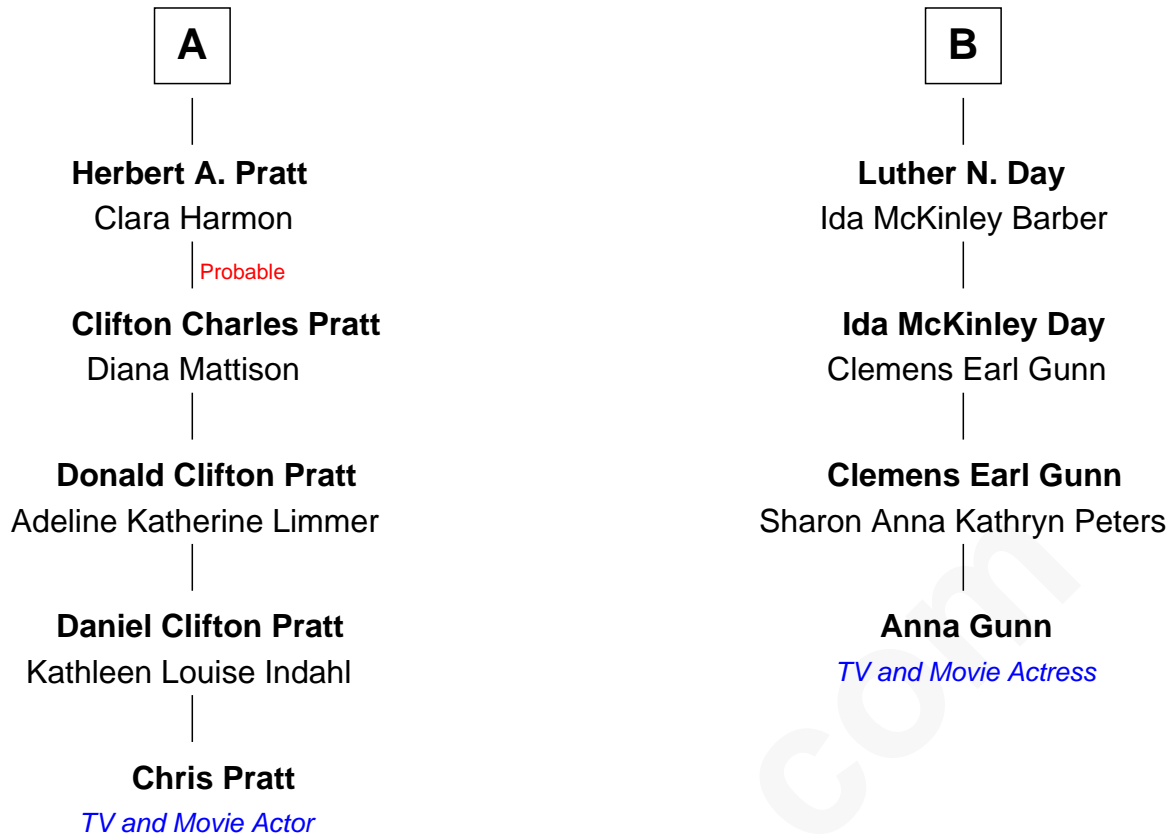 A
Herbert A. Pratt
Clara Harmon
Probable
Clifton Charles Pratt
Diana Mattison
Donald Clifton Pratt
Adeline Katherine Limmer
Daniel Clifton Pratt
Kathleen Louise Indahl
Chris Pratt
TV and Movie Actor
B
Luther N. Day
Ida McKinley Barber
Ida McKinley Day
Clemens Earl Gunn
Clemens Earl Gunn
Sharon Anna Kathryn Peters
Anna Gunn
TV and Movie Actress
com